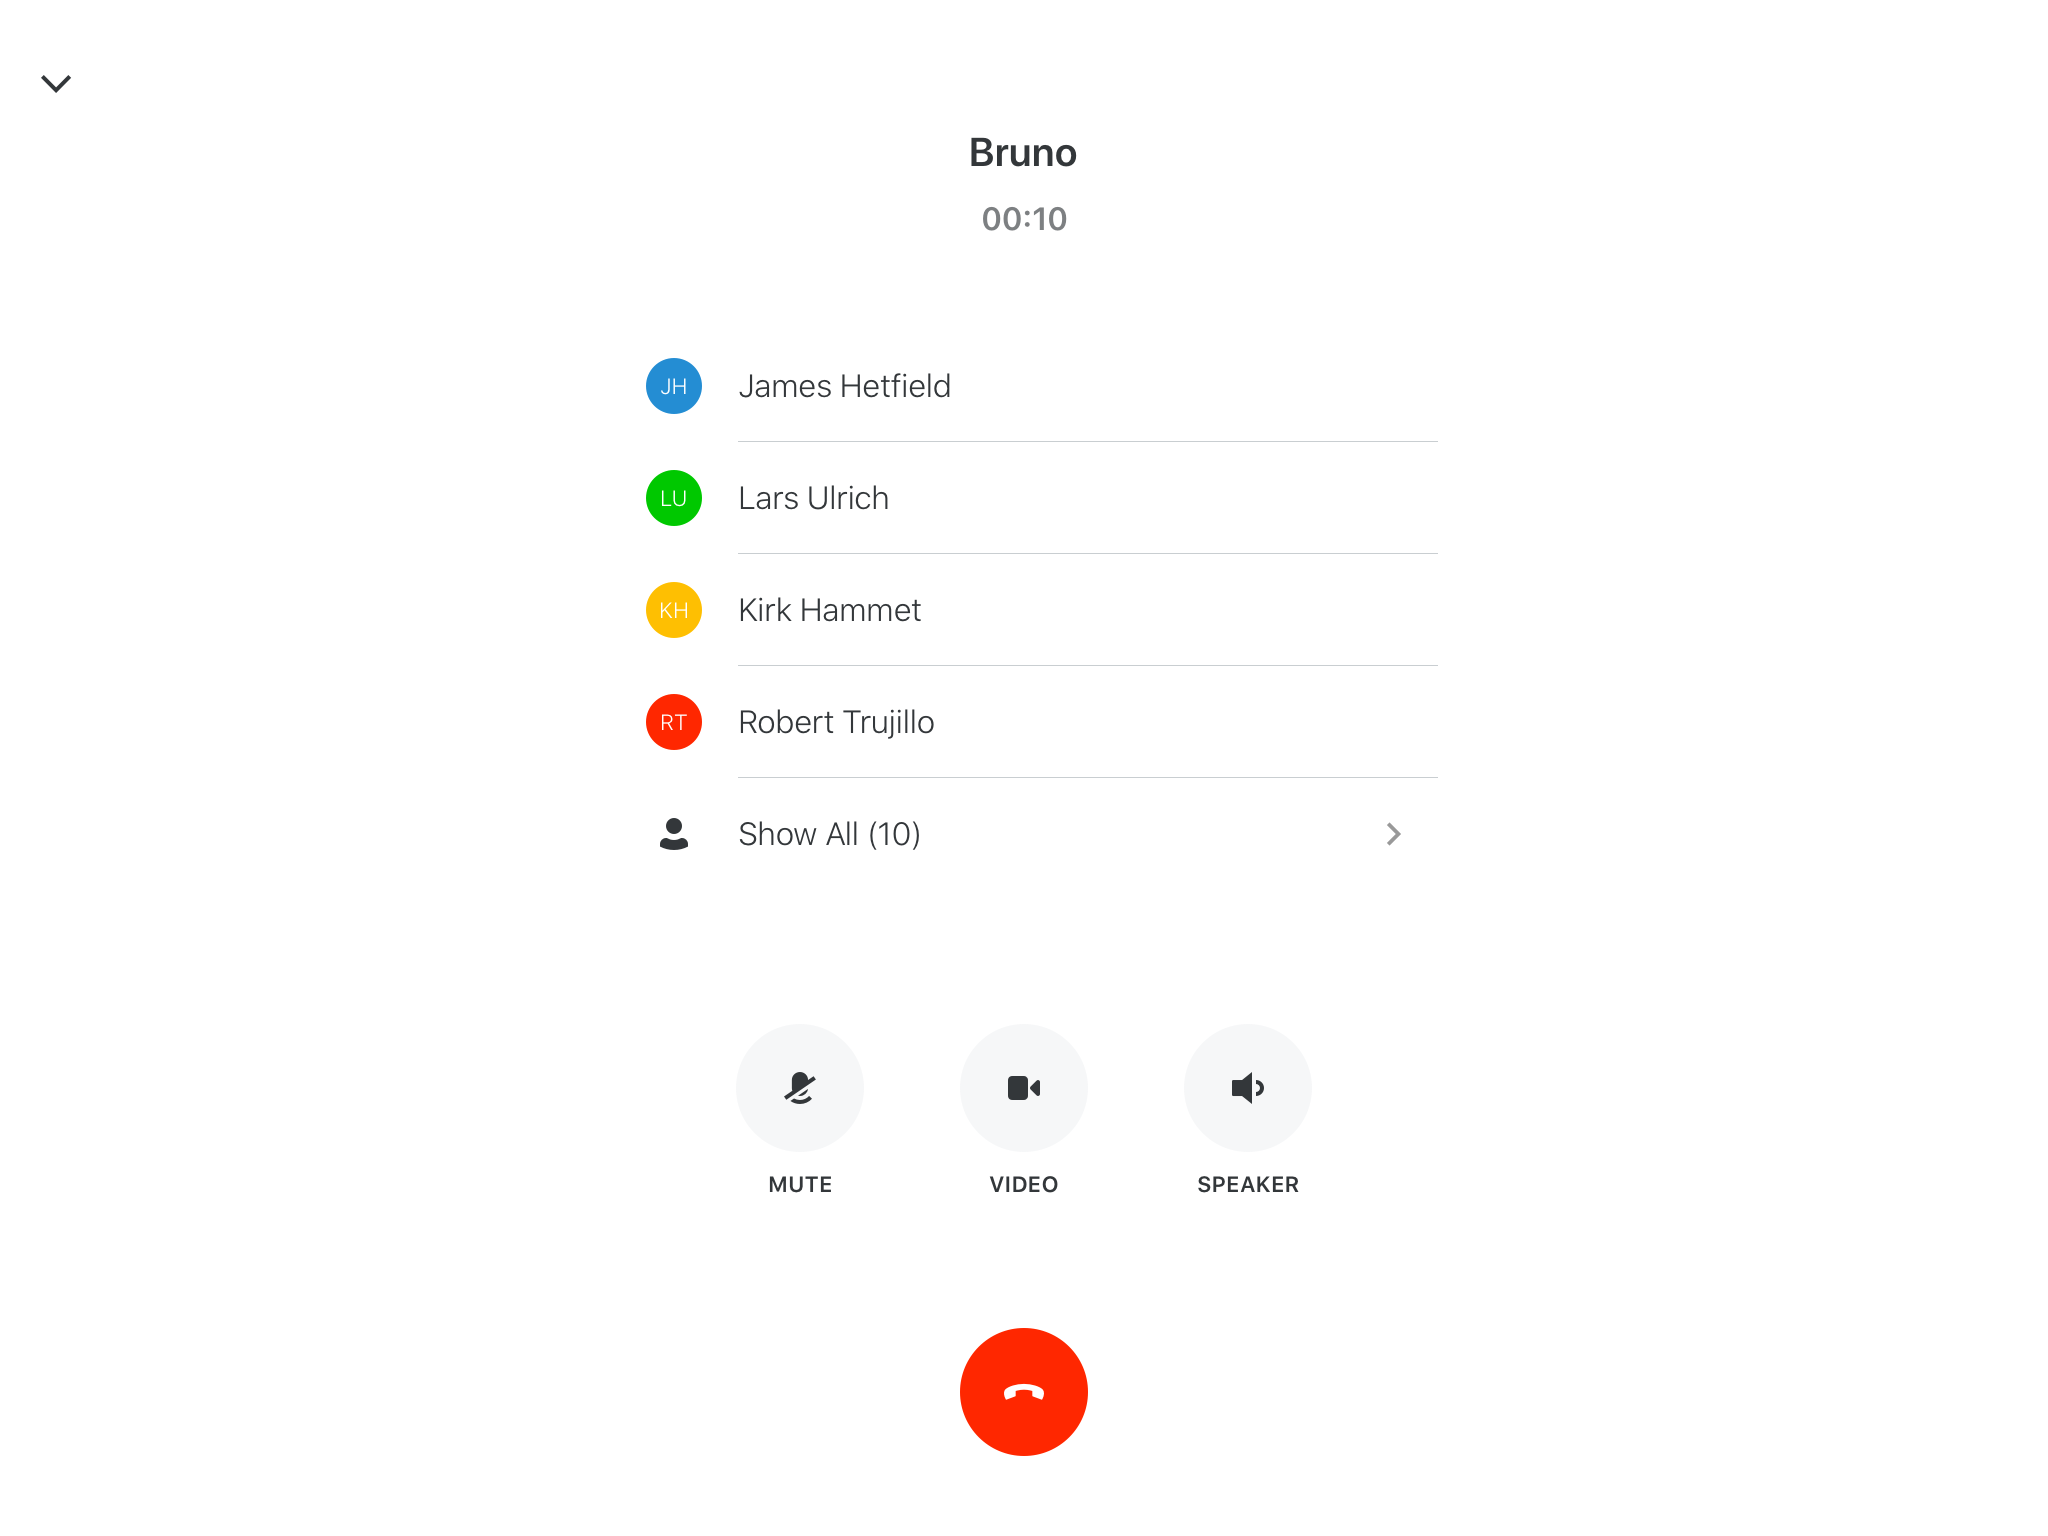 Bruno
00:10
JH James Hetfield
LU Lars Ulrich
KH Kirk Hammet
RT Robert Trujillo
Show All (10)
MUTE VIDEO SPEAKER